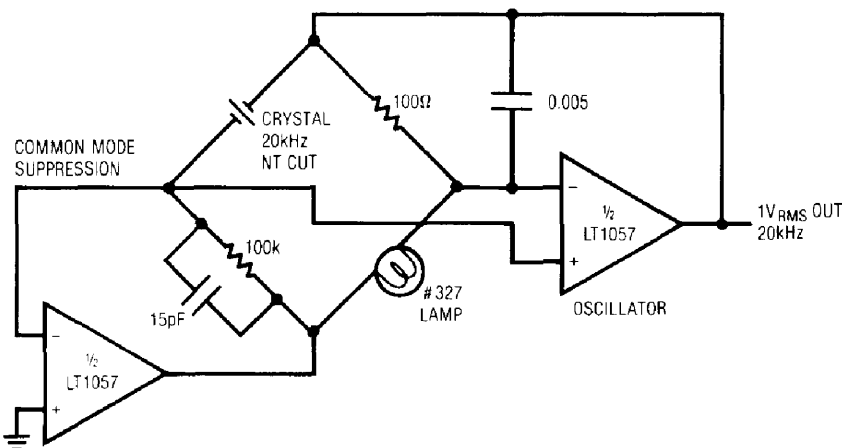 100Ω
0.005
CRYSTAL
20kHz
NT CUT
COMMON MODE
SUPPRESSION
−
½
LT1057
+
1VRMS OUT
20kHz
OSCILLATOR
100k
15pF
#327
LAMP
−
½
LT1057
+